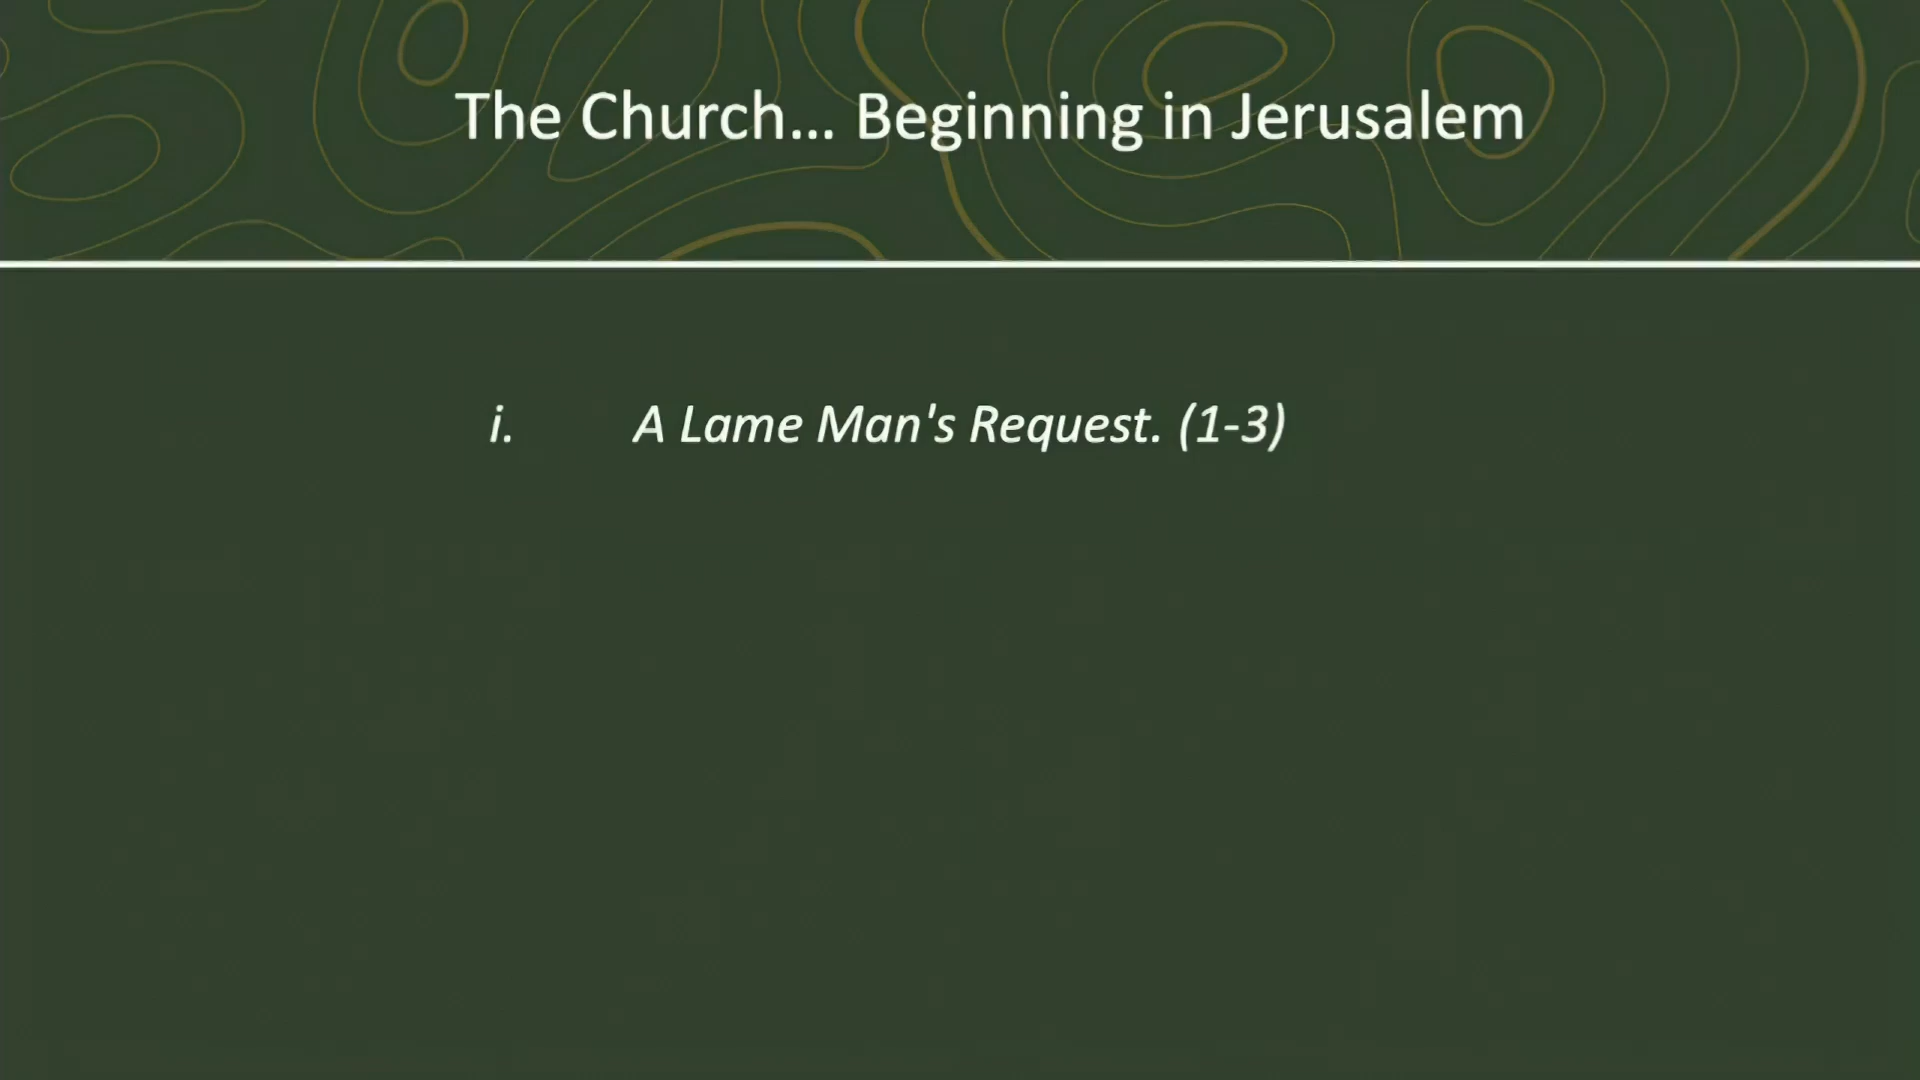 The Church... Beginning in Jerusalem
i. A Lame Man's Request. (1-3)